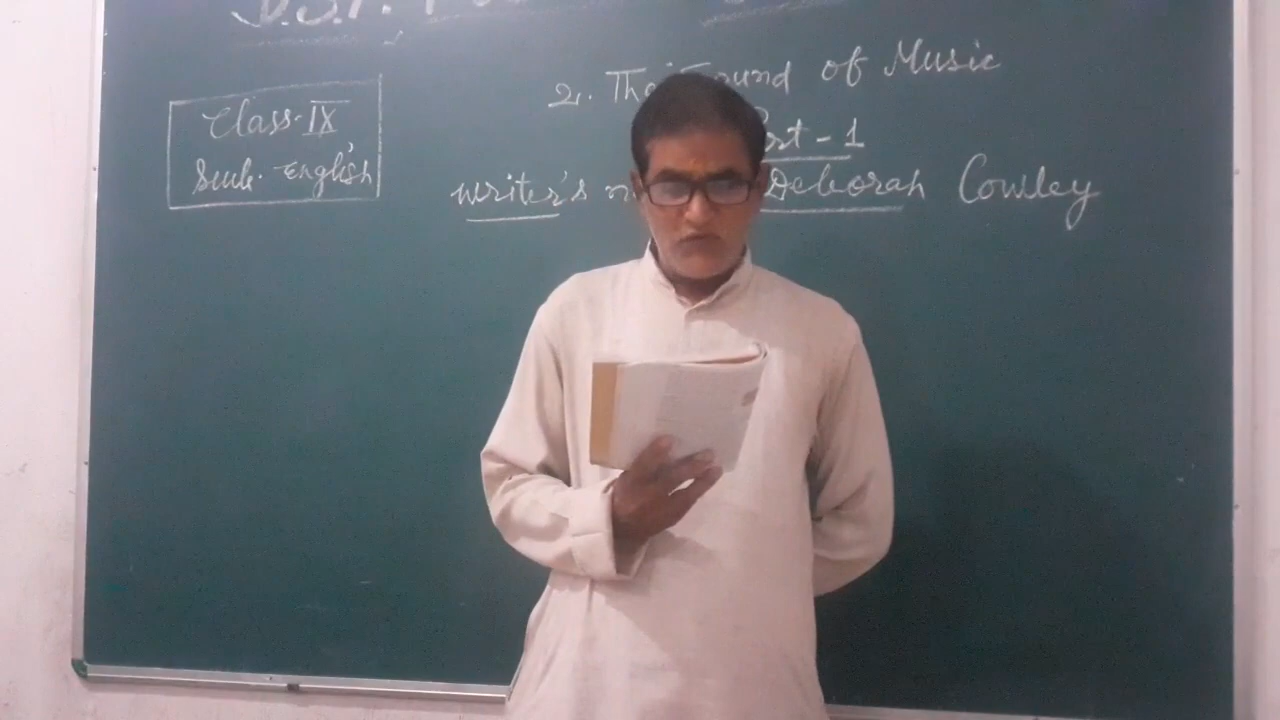 Class-IX
Sub. English
2. The Sound of Music
Part - 1
writer's Deborah Cowley